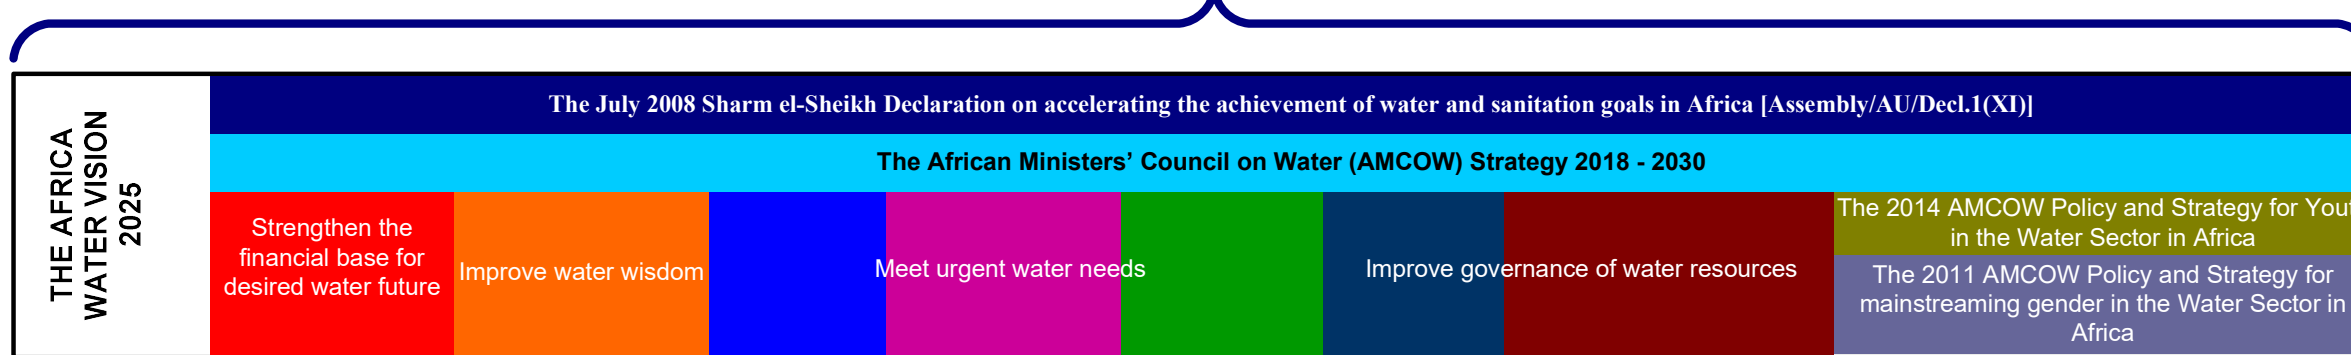 THE AFRICA
WATER VISION
2025
The July 2008 Sharm el-Sheikh Declaration on accelerating the achievement of water and sanitation goals in Africa [Assembly/AU/Decl.1(XI)]
The African Ministers’ Council on Water (AMCOW) Strategy 2018 - 2030
Strengthen the
financial base for
desired water future
Improve water wisdom
Meet urgent water needs
Improve governance of water resources
The 2014 AMCOW Policy and Strategy for
in the Water Sector in Africa
The 2011 AMCOW Policy and Strategy for
mainstreaming gender in the Water Sector in
Africa